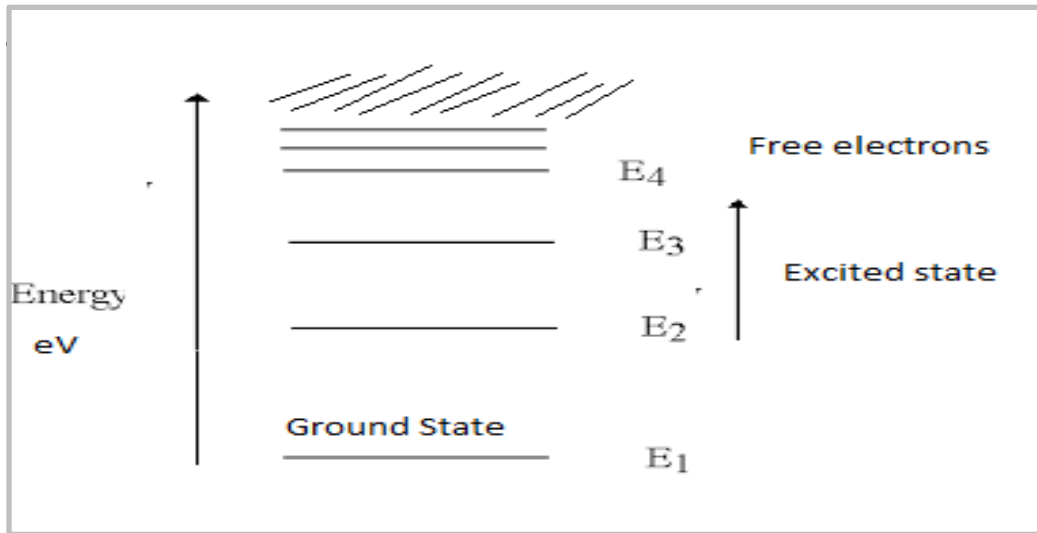 Free electrons
E4
E3
Excited state
Energy
eV
E2
Ground State
E1